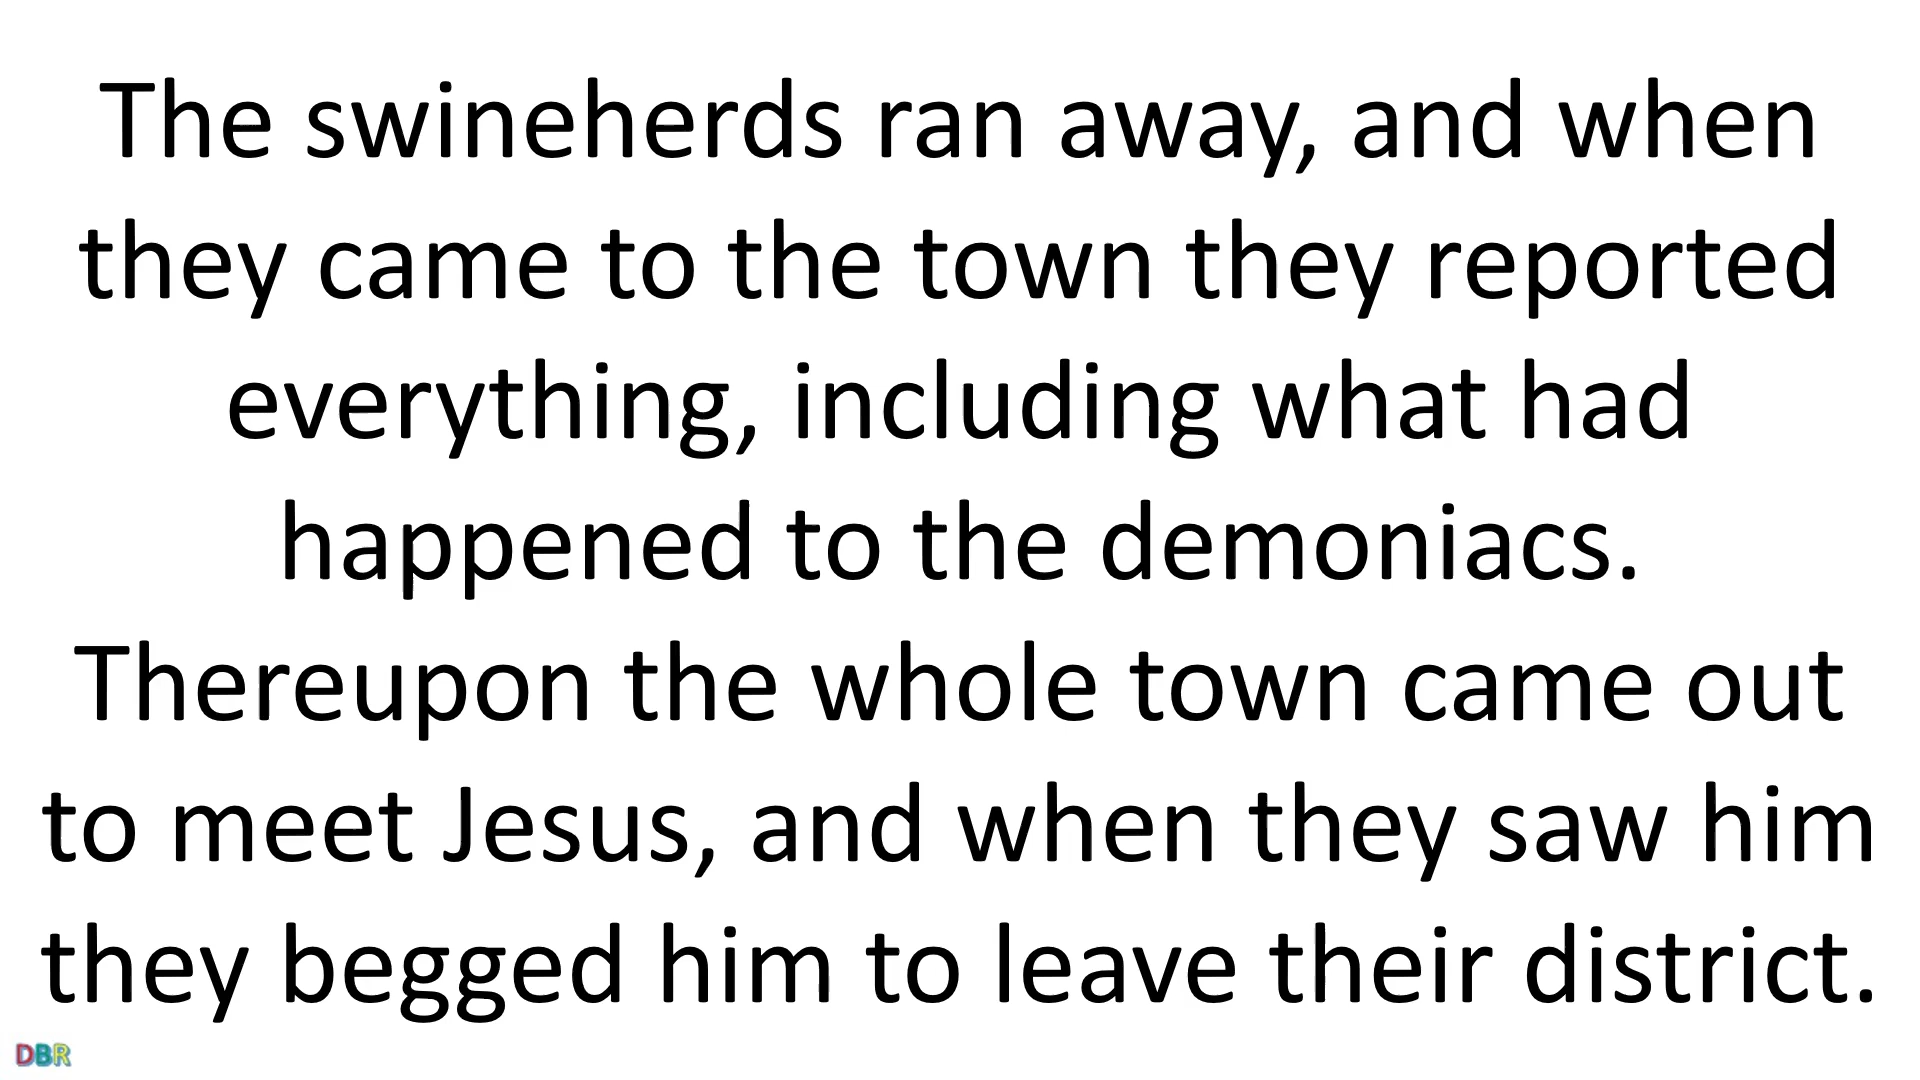 The swineherds ran away, and when
they came to the town they reported
everything, including what had
happened to the demoniacs.
Thereupon the whole town came out
to meet Jesus, and when they saw him
they begged him to leave their district.
DBR